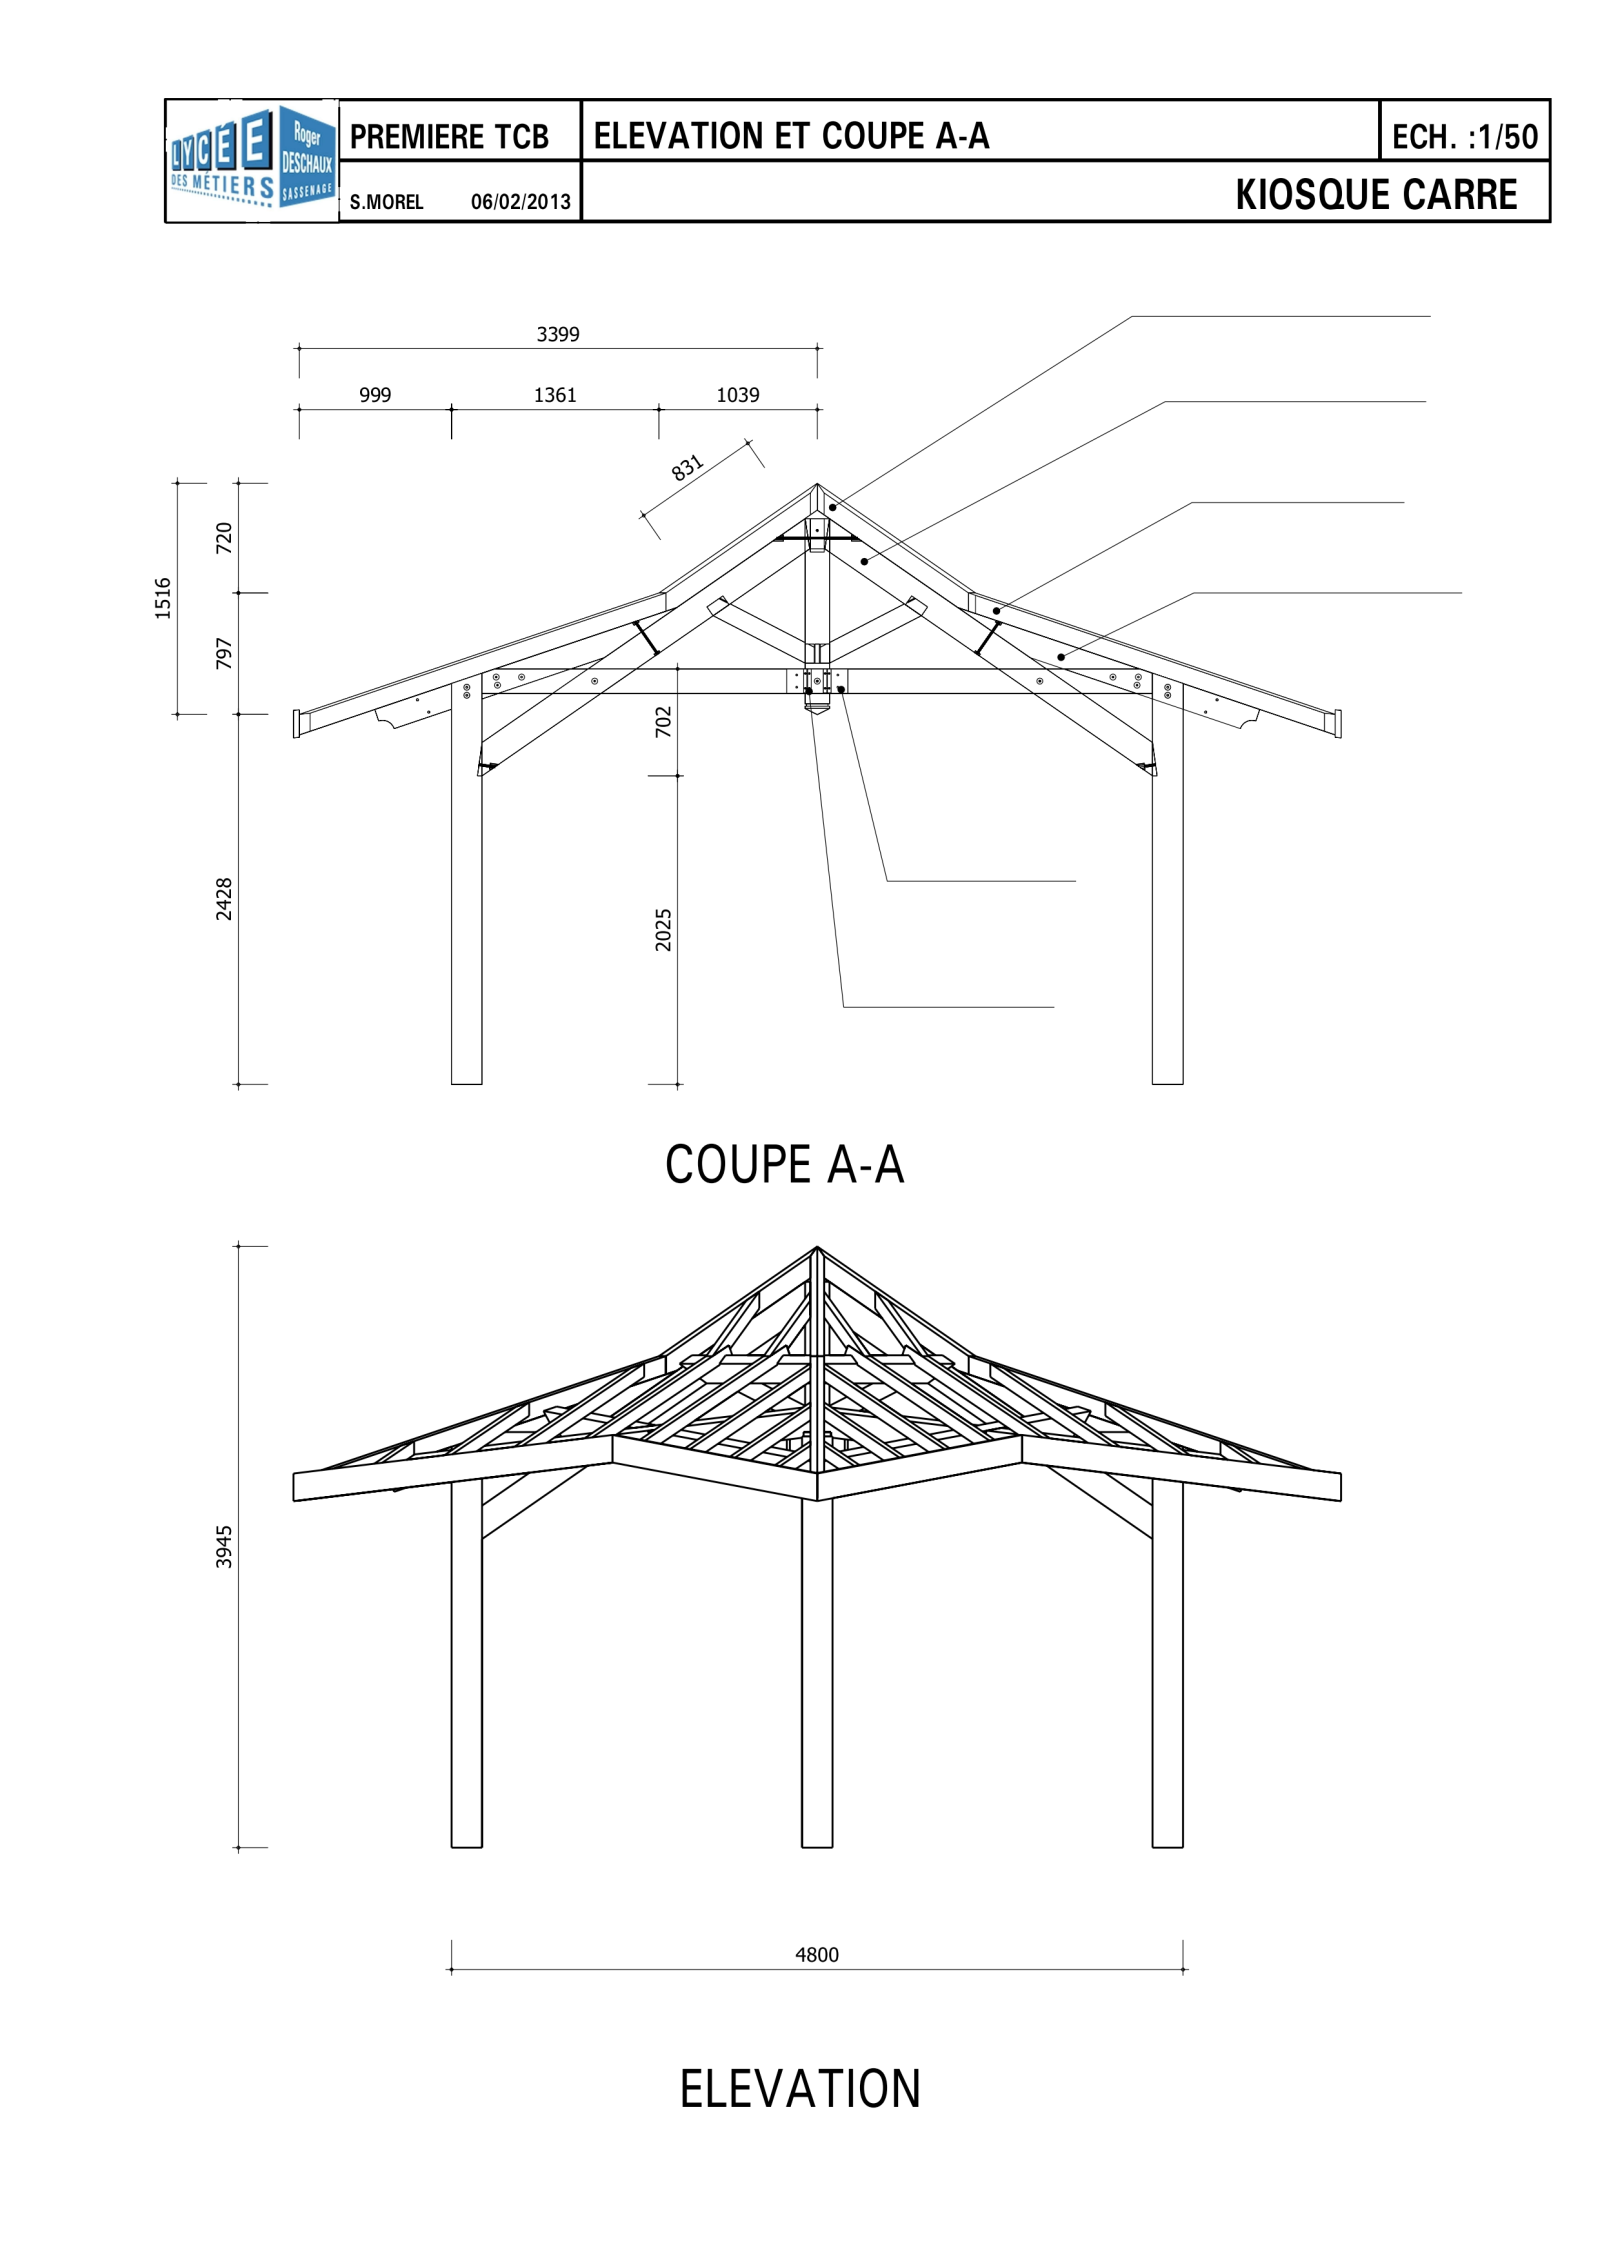 LYCÉE
DES MÉTIERS
Roger
DESCHAUX
SASSENAGE
PREMIERE TCB
ELEVATION ET COUPE A-A
ECH. :1/50
S.MOREL 06/02/2013
KIOSQUE CARRE
3399
999 1361 1039
831
720
1516
797
702
2428
2025
COUPE A-A
3945
4800
ELEVATION